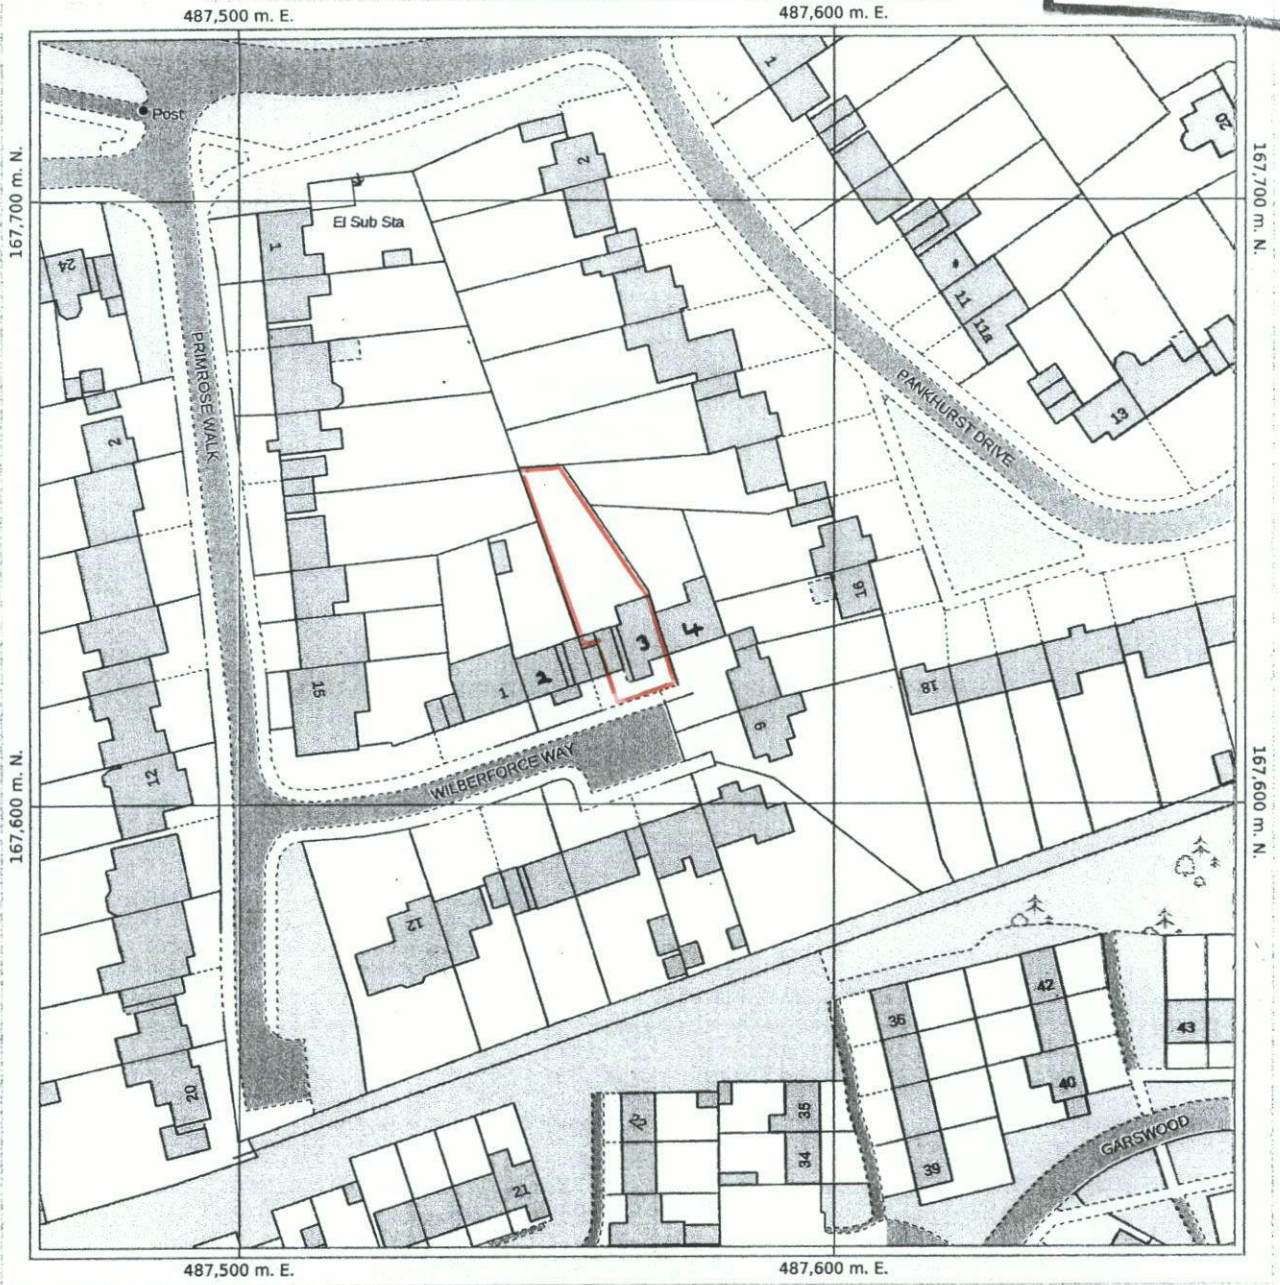 487,500 m. E.
487,600 m. E.
Post
1
2
20
167,700 m. N.
167,700 m. N.
El Sub Sta
1
24
11
11a
PRIMROSE WALK
PANKHURST DRIVE
13
2
16
3
4
15
1
2
18
9
WILBERFORCE WAY
12
167,600 m. N.
167,600 m. N.
12
42
36
43
20
40
35
34
39
GARSWOOD
21
487,500 m. E.
487,600 m. E.